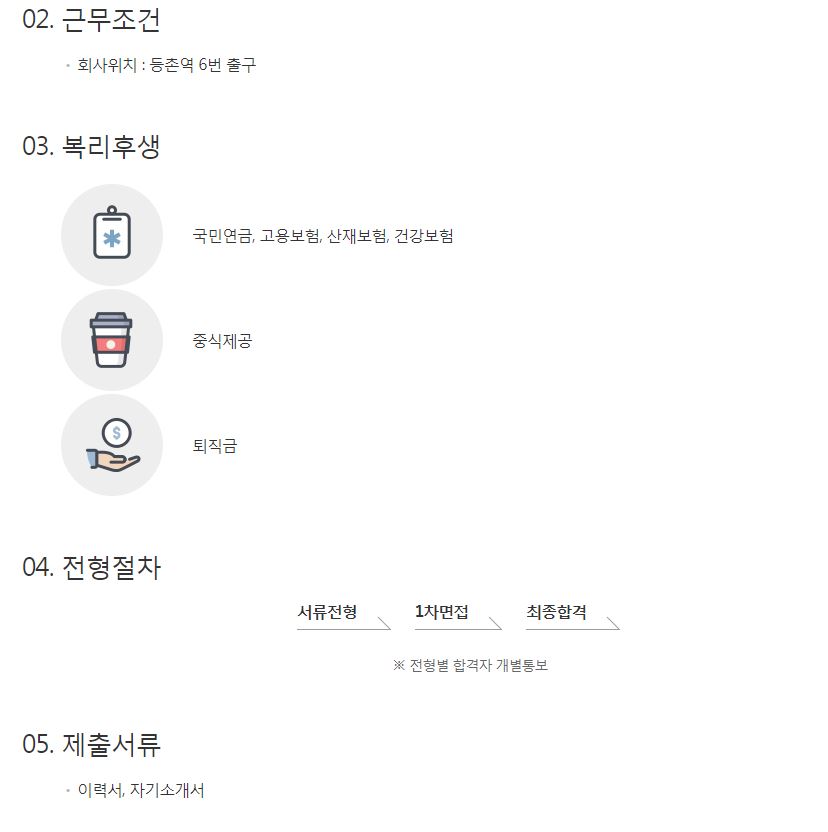 02. 근무조건
• 회사위치 : 등촌역 6번 출구
03. 복리후생
국민연금, 고용보험, 산재보험, 건강보험
중식제공
$
퇴직금
04. 전형절차
서류전형 1차면접 최종합격
※ 전형별 합격자 개별통보
05. 제출서류
• 이력서, 자기소개서